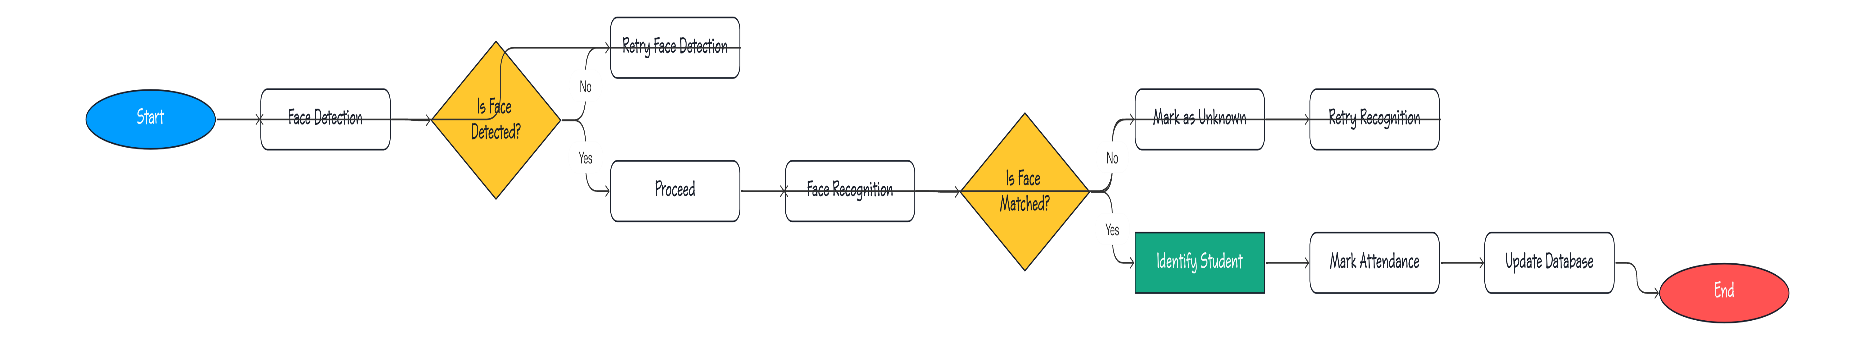 Start
Face Detection
Is Face
Detected?
No
Retry Face Detection
Yes
Proceed
Face Recognition
Is Face
Matched?
No
Mark as Unknown
Retry Recognition
Yes
Identify Student
Mark Attendance
Update Database
End